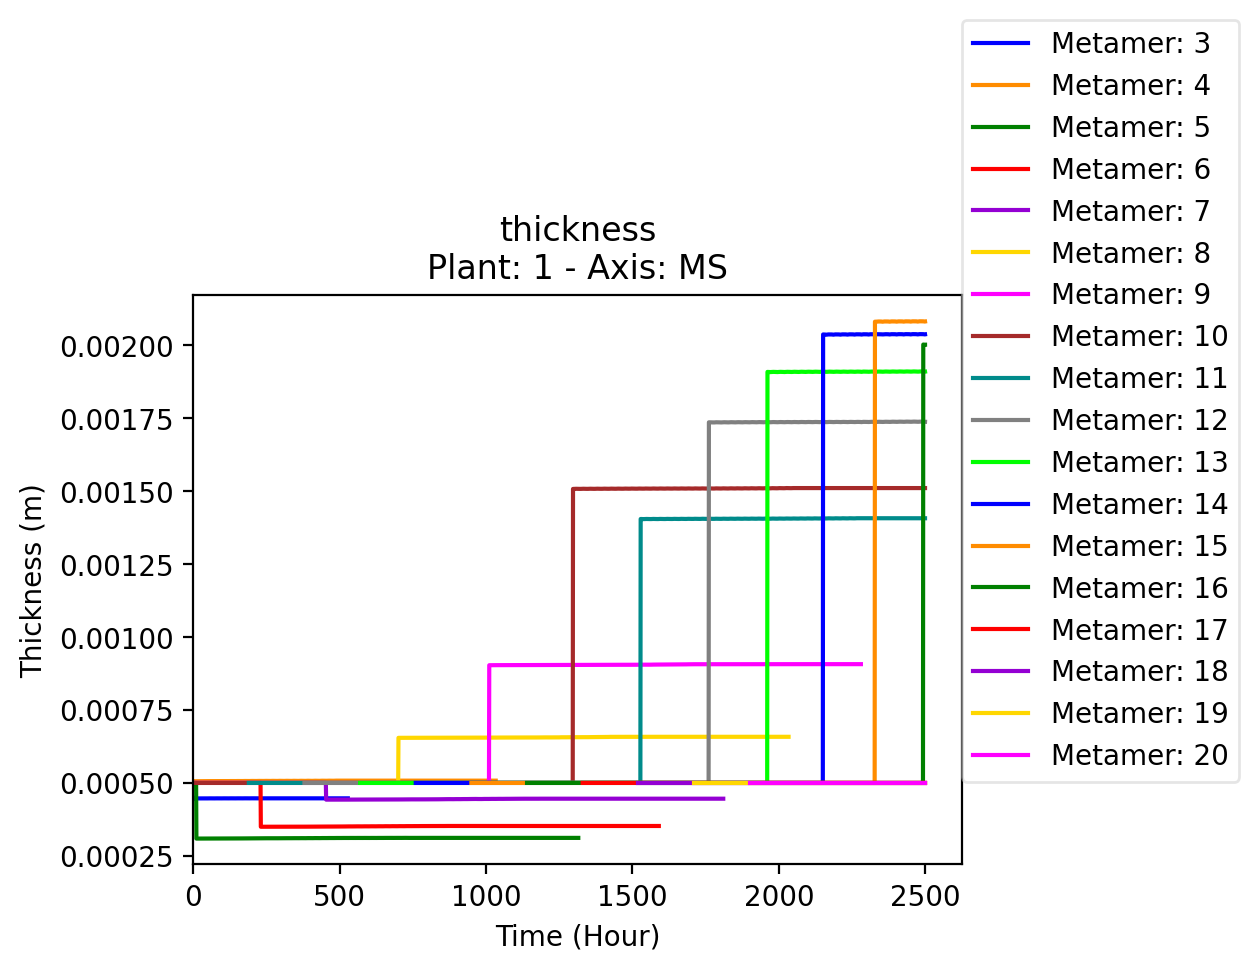 thickness
Plant: 1 - Axis: MS
Thickness (m)
0.00200
0.00175
0.00150
0.00125
0.00100
0.00075
0.00050
0.00025
0 500 1000 1500 2000 2500
Time (Hour)
Metamer: 3
Metamer: 4
Metamer: 5
Metamer: 6
Metamer: 7
Metamer: 8
Metamer: 9
Metamer: 10
Metamer: 11
Metamer: 12
Metamer: 13
Metamer: 14
Metamer: 15
Metamer: 16
Metamer: 17
Metamer: 18
Metamer: 19
Metamer: 20